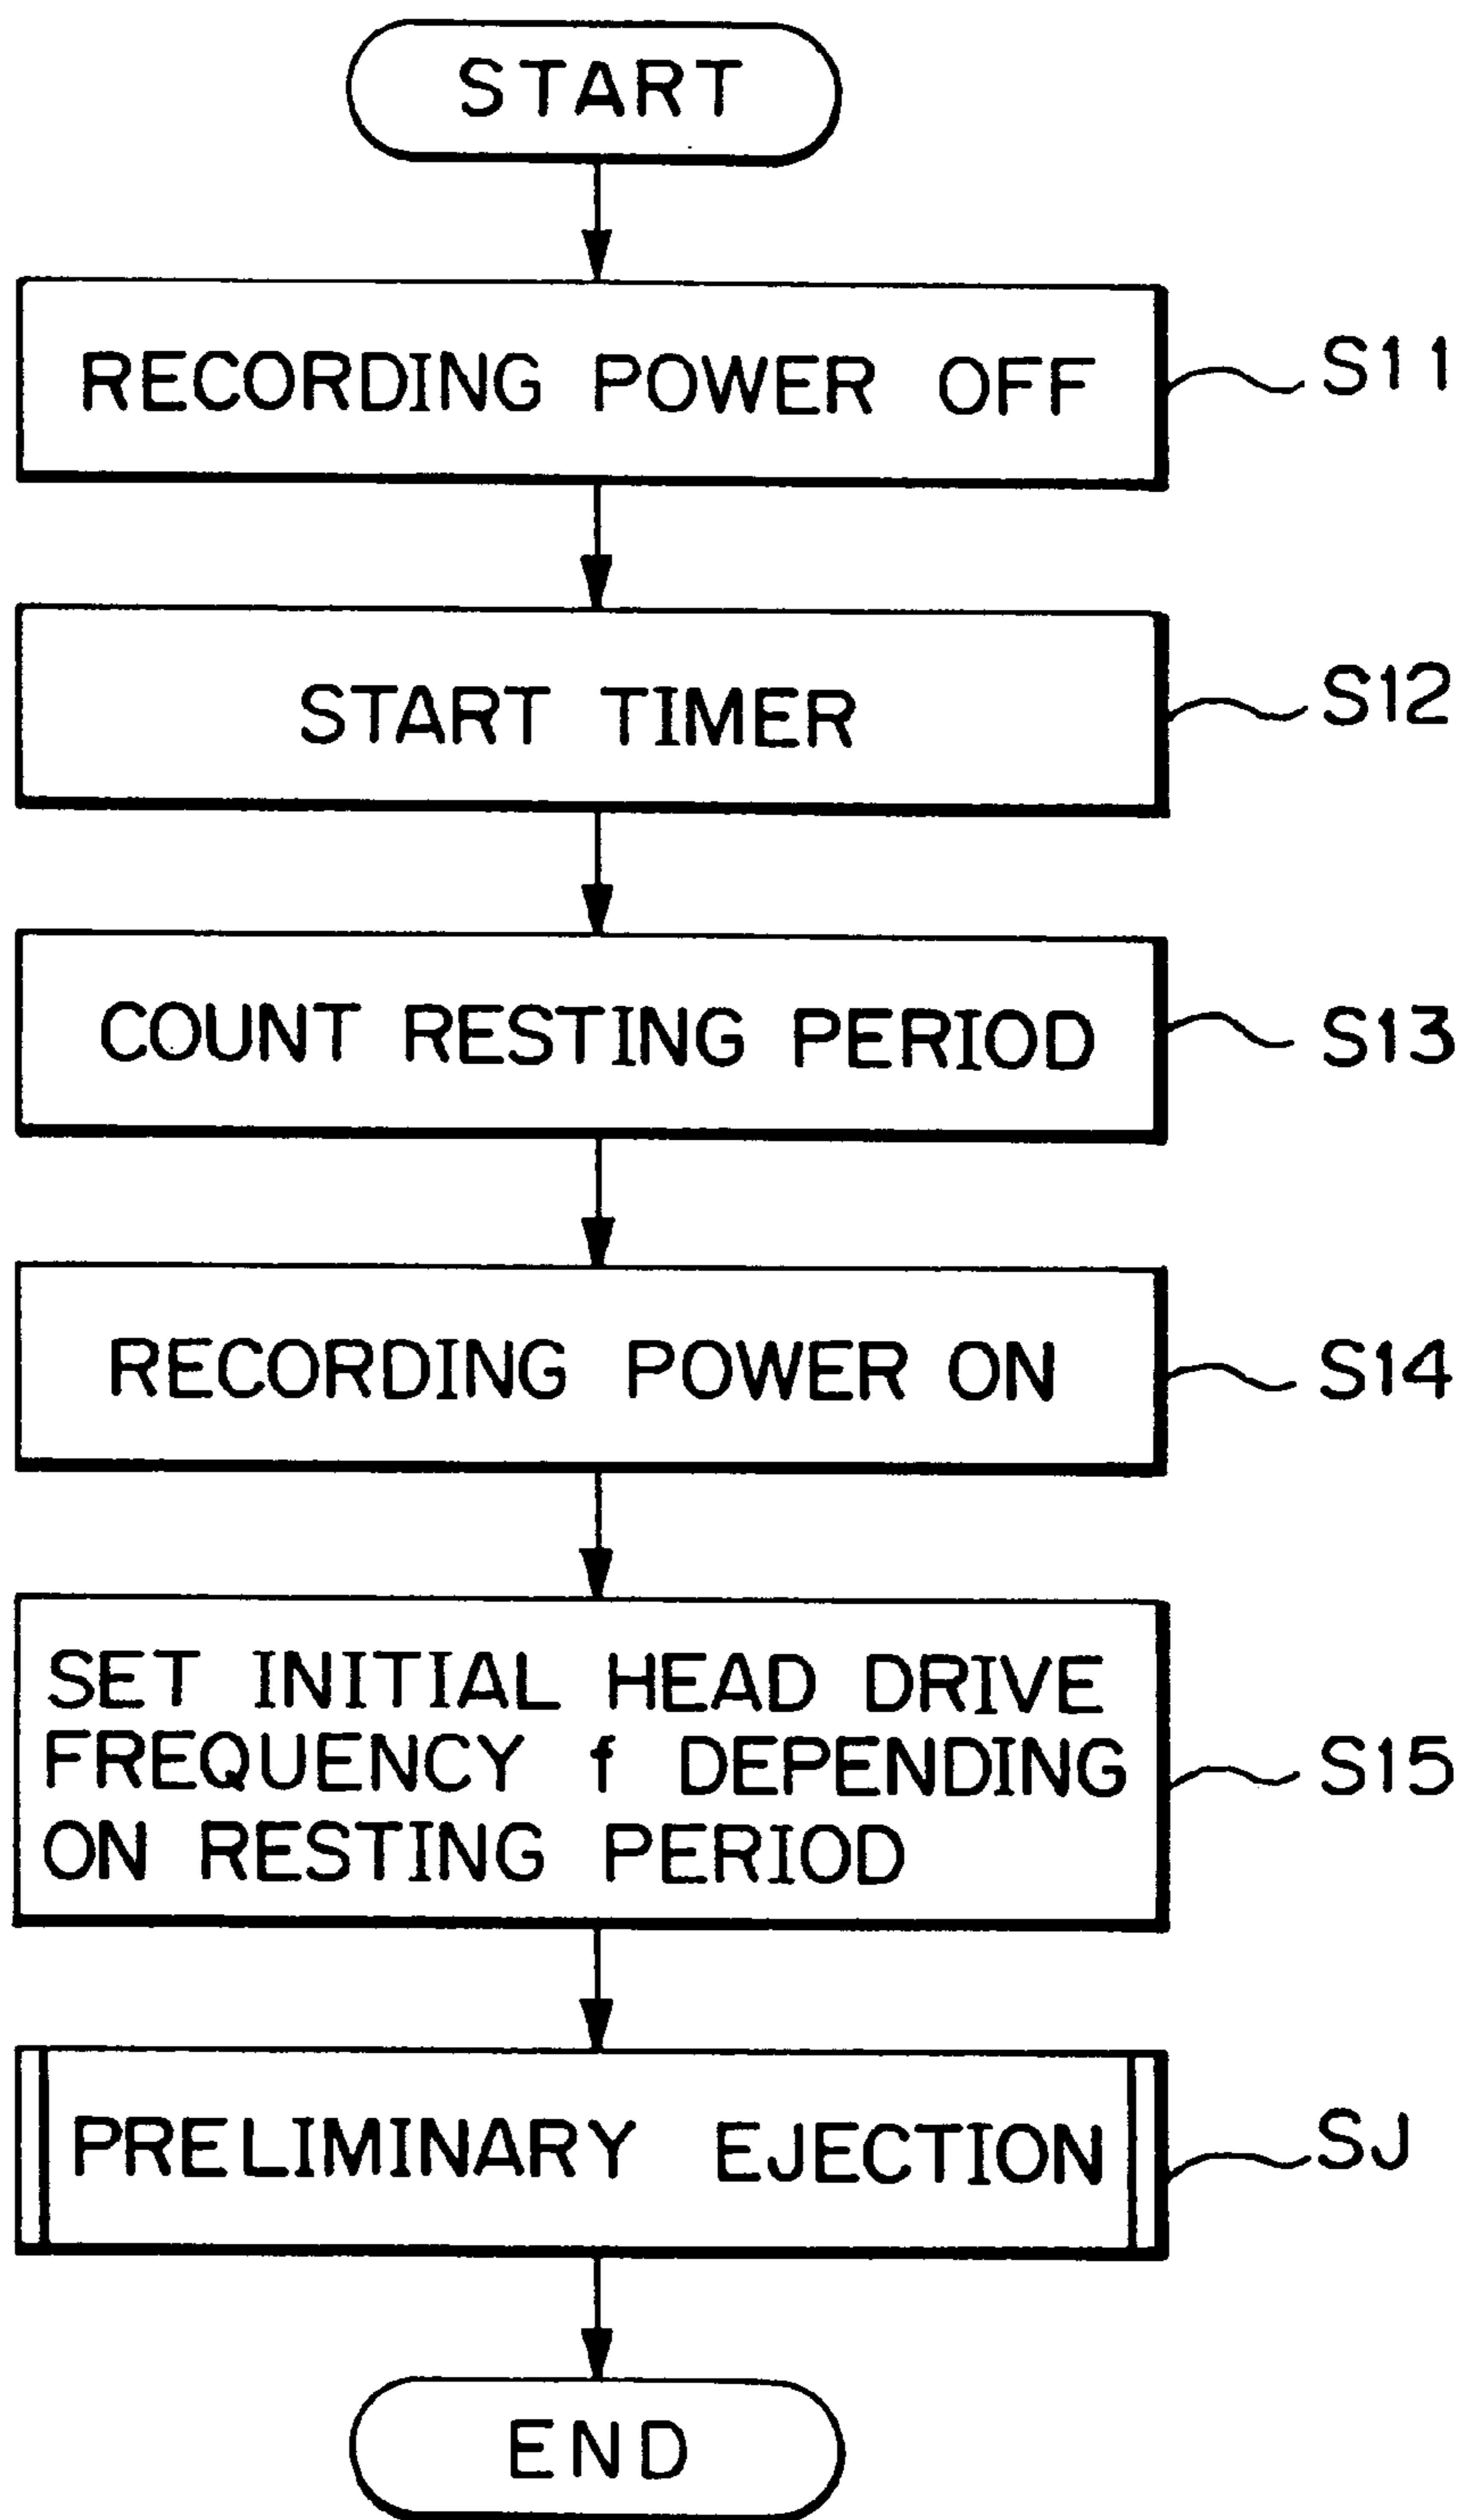 START
RECORDING POWER OFF
S11
START TIMER
S12
COUNT RESTING PERIOD
S13
RECORDING POWER ON
S14
SET INITIAL HEAD DRIVE
FREQUENCY f DEPENDING
ON RESTING PERIOD
S15
PRELIMINARY EJECTION
SJ
END